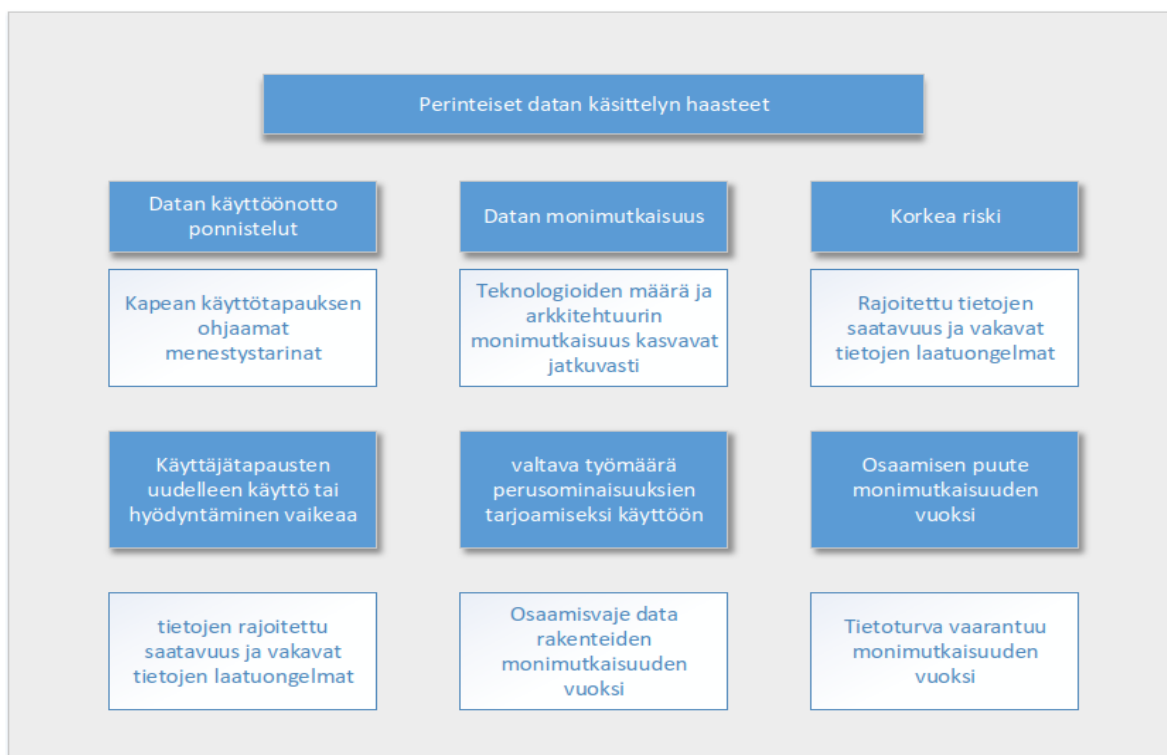 Perinteiset datan käsittelyn haasteet
Datan käyttöönotto
ponnistelut
Datan monimutkaisuus
Korkea riski
Kapean käyttötapauksen
ohjaamat
menestystarinat
Teknologioiden määrä ja
arkkitehtuurin
monimutkaisuus kasvavat
jatkuvasti
Rajoitettu tietojen
saatavuus ja vakavat
tietojen laatuongelmat
Käyttäjätapausten
uudelleen käyttö tai
hyödyntäminen vaikeaa
valtava työmäärä
perusominaisuuksien
tarjoamiseksi käyttöön
Osaamisen puute
monimutkaisuuden
vuoksi
tietojen rajoitettu
saatavuus ja vakavat
tietojen laatuongelmat
Osaamisvaje data
rakenteiden
monimutkaisuuden
vuoksi
Tietoturva vaarantuu
monimutkaisuuden
vuoksi